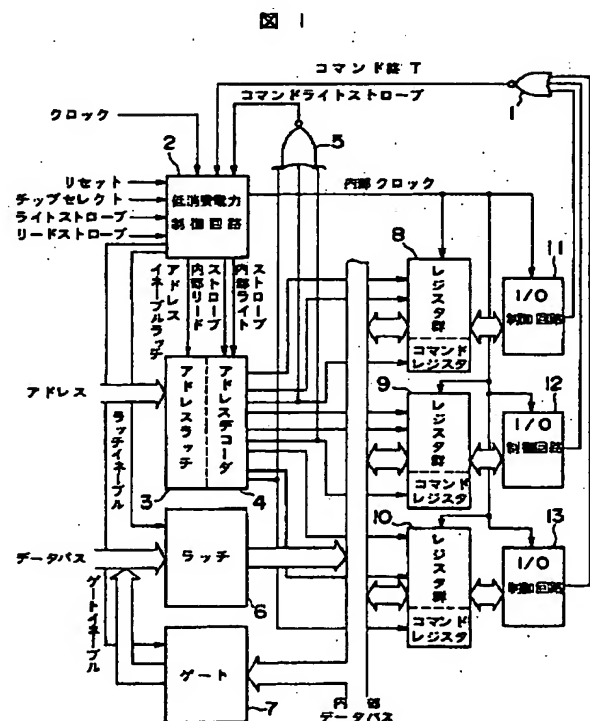 図 1
コマンド終了
コマンドライトストローブ
1
クロック
5
2
リセット
チップセレクト
ライトストローブ
リードストローブ
低消費電力
制御回路
内部クロック
8
11
レジスタ群
コマンド
レジスタ
I/O
制御回路
アドレス
イネーブルラッチ
内部リード
ストローブ
内部ライト
ストローブ
アドレス
アドレスラッチ
アドレスデコーダ
3
4
ラッチイネーブル
9
12
レジスタ群
コマンド
レジスタ
I/O
制御回路
データバス
ラッチ
6
10
13
レジスタ群
コマンド
レジスタ
I/O
制御回路
ゲートイネーブル
ゲート
7
内部
データバス